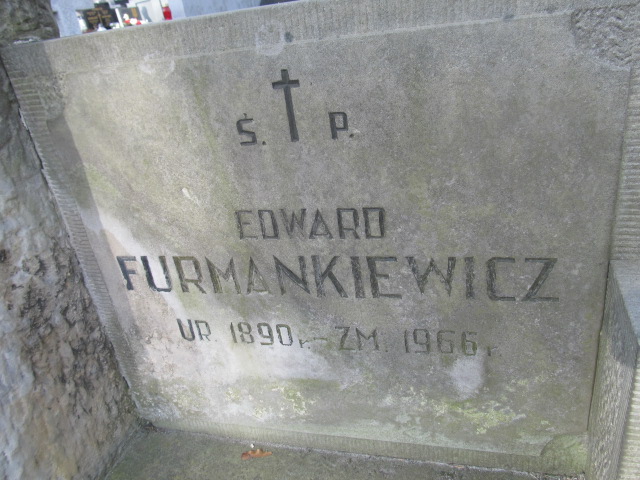 Ś. P.
EDWARD
FURMANKIEWICZ
UR. 1890 r. - ZM. 1966 r.